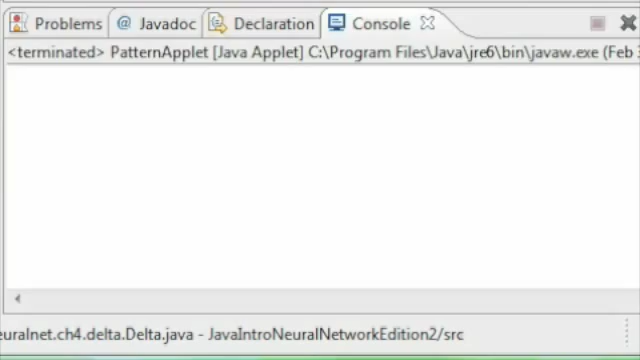 Problems @ Javadoc Declaration Console
<terminated> PatternApplet [Java Applet] C:\Program Files\Java\jre6\bin\javaw.exe (Feb 3
euralnet.ch4.delta.Delta.java - JavaIntroNeuralNetworkEdition2/src